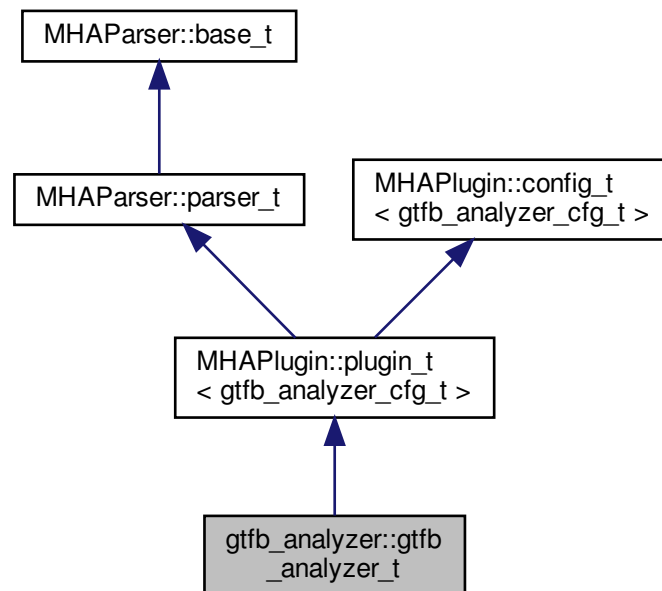 MHAParser::base_t
MHAParser::parser_t
MHAPlugin::config_t
< gtfb_analyzer_cfg_t >
MHAPlugin::plugin_t
< gtfb_analyzer_cfg_t >
gtfb_analyzer::gtfb
_analyzer_t